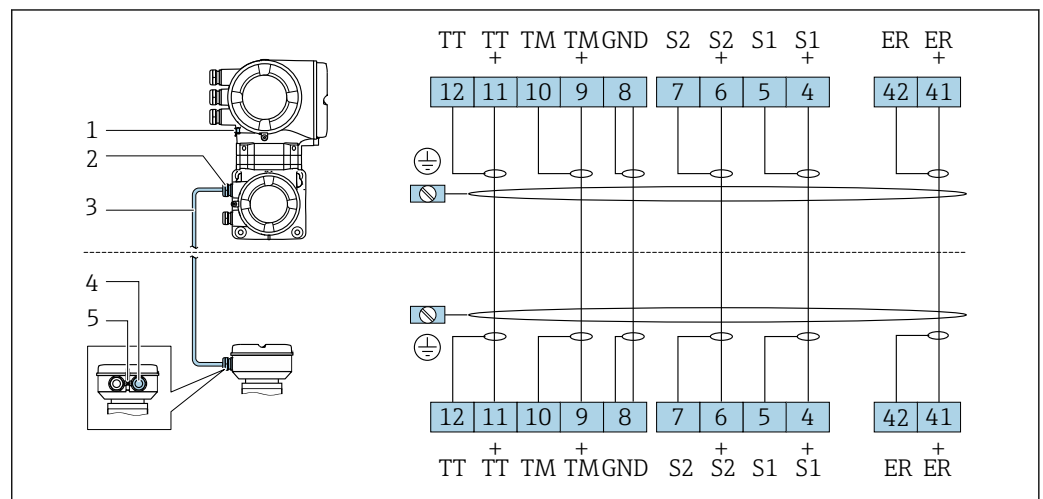 TT TT TM TM GND S2 S2 S1 S1 ER ER
+ + + + +
12 11 10 9 8 7 6 5 4 42 41
1
2
3
4
5
12 11 10 9 8 7 6 5 4 42 41
+ + + + +
TT TT TM TM GND S2 S2 S1 S1 ER ER